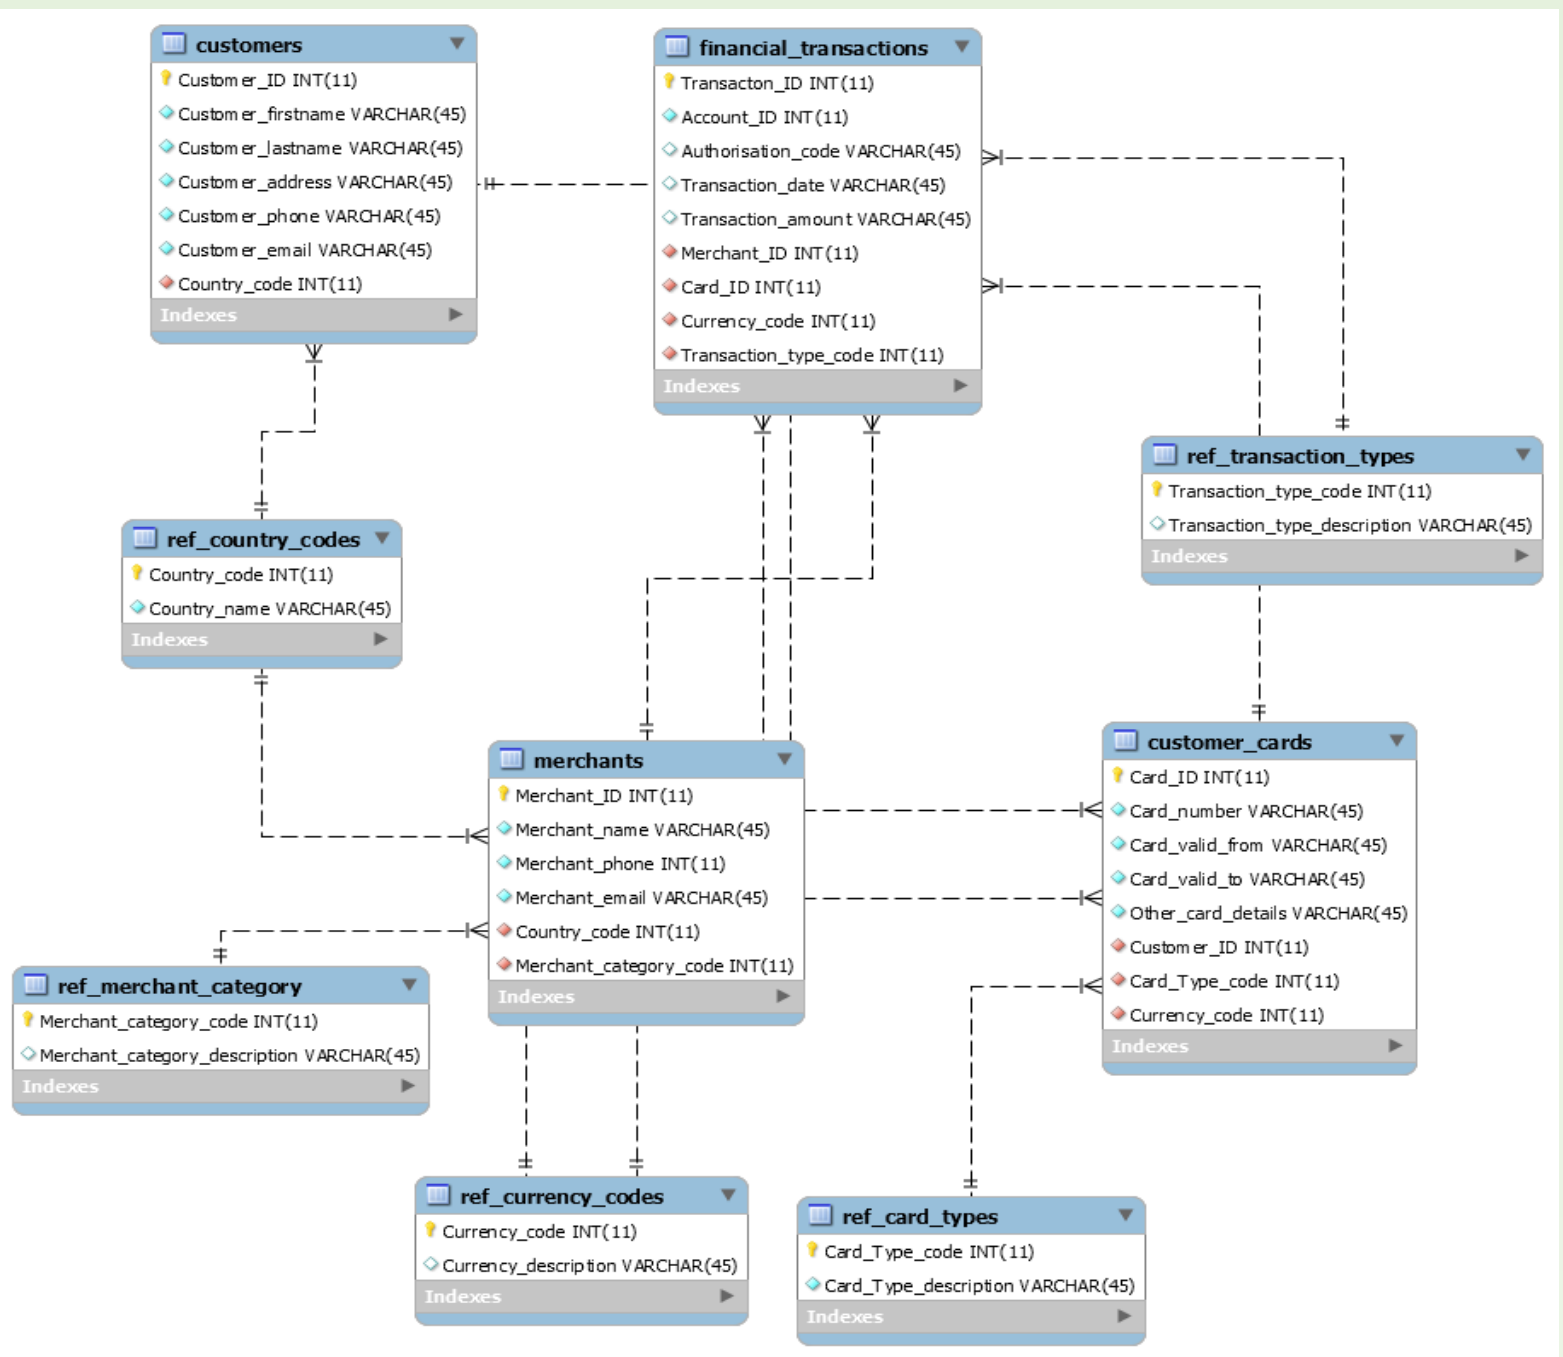 customers
Customer_ID INT(11)
Customer_firstname VARCHAR(45)
Customer_lastname VARCHAR(45)
Customer_address VARCHAR(45)
Customer_phone VARCHAR(45)
Customer_email VARCHAR(45)
Country_code INT(11)
Indexes
financial_transactions
Transacton_ID INT(11)
Account_ID INT(11)
Authorisation_code VARCHAR(45)
Transaction_date VARCHAR(45)
Transaction_amount VARCHAR(45)
Merchant_ID INT(11)
Card_ID INT(11)
Currency_code INT(11)
Transaction_type_code INT(11)
Indexes
ref_transaction_types
Transaction_type_code INT(11)
Transaction_type_description VARCHAR(45)
Indexes
ref_country_codes
Country_code INT(11)
Country_name VARCHAR(45)
Indexes
merchants
Merchant_ID INT(11)
Merchant_name VARCHAR(45)
Merchant_phone INT(11)
Merchant_email VARCHAR(45)
Country_code INT(11)
Merchant_category_code INT(11)
Indexes
customer_cards
Card_ID INT(11)
Card_number VARCHAR(45)
Card_valid_from VARCHAR(45)
Card_valid_to VARCHAR(45)
Other_card_details VARCHAR(45)
Customer_ID INT(11)
Card_Type_code INT(11)
Currency_code INT(11)
Indexes
ref_merchant_category
Merchant_category_code INT(11)
Merchant_category_description VARCHAR(45)
Indexes
ref_currency_codes
Currency_code INT(11)
Currency_description VARCHAR(45)
Indexes
ref_card_types
Card_Type_code INT(11)
Card_Type_description VARCHAR(45)
Indexes